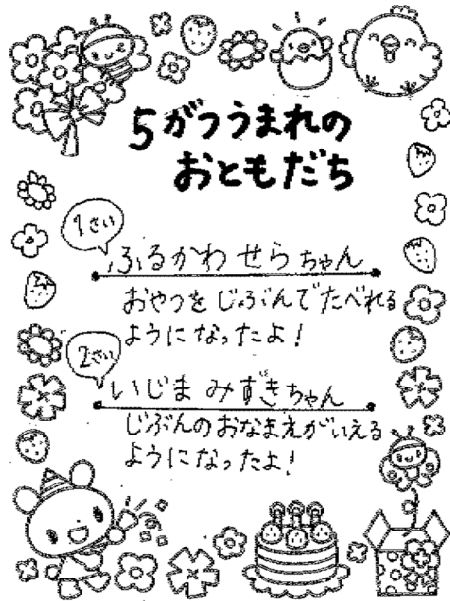 5がつうまれの
おともだち
1さい
ふるかわ せらちゃん
おやつを じぶんでたべれる
ようになったよ!
2さい
いじま みずきちゃん
じぶんのおなまえがいえる
ようになったよ!